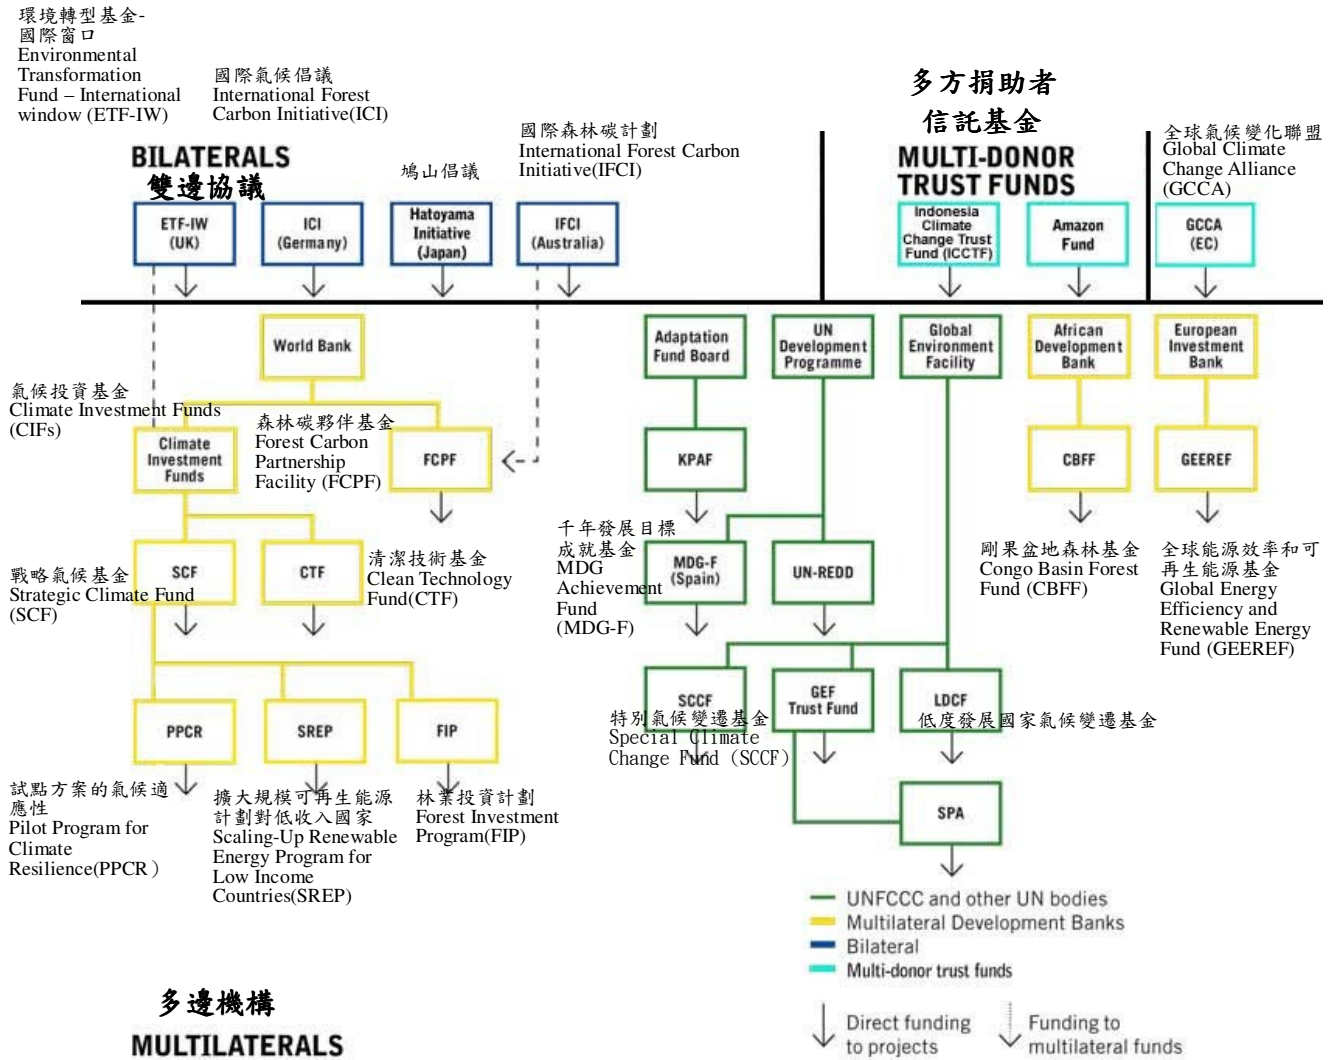 環境轉型基金-
國際窗口
Environmental
Transformation
Fund – International
window (ETF-IW)
國際氣候倡議
International Forest
Carbon Initiative(ICI)
BILATERALS
雙邊協議
鳩山倡議
國際森林碳計劃
International Forest Carbon
Initiative(IFCI)
多方捐助者
信託基金
MULTI-DONOR
TRUST FUNDS
全球氣候變化聯盟
Global Climate
Change Alliance
(GCCA)
ETF-IW
(UK)
ICI
(Germany)
Hatoyama
Initiative
(Japan)
IFCI
(Australia)
Indonesia
Climate
Change Trust
Fund (ICCTF)
Amazon
Fund
GCCA
(EC)
World Bank
Adaptation
Fund Board
UN
Development
Programme
Global
Environment
Facility
African
Development
Bank
European
Investment
Bank
氣候投資基金
Climate Investment Funds
(CIFs)
Climate
Investment
Funds
森林碳夥伴基金
Forest Carbon
Partnership
Facility (FCPF)
FCPF
KPAF
CBFF
GEEREF
戰略氣候基金
Strategic Climate Fund
(SCF)
SCF
CTF
清潔技術基金
Clean Technology
Fund(CTF)
千年發展目標
成就基金
MDG
Achievement
Fund
(MDG-F)
MDG-F
(Spain)
UN-REDD
剛果盆地森林基金
Congo Basin Forest
Fund (CBFF)
全球能源效率和可
再生能源基金
Global Energy
Efficiency and
Renewable Energy
Fund (GEEREF)
PPCR
SREP
FIP
SCCF
特別氣候變遷基金
Special Climate
Change Fund (SCCF)
GEF
Trust Fund
LDCF
低度發展國家氣候變遷基金
試點方案的氣候適
應性
Pilot Program for
Climate
Resilience(PPCR）
擴大規模可再生能源
計劃對低收入國家
Scaling-Up Renewable
Energy Program for
Low Income
Countries(SREP)
林業投資計劃
Forest Investment
Program(FIP)
SPA
UNFCCC and other UN bodies
Multilateral Development Banks
Bilateral
Multi-donor trust funds
Direct funding
to projects
Funding to
multilateral funds
多邊機構
MULTILATERALS